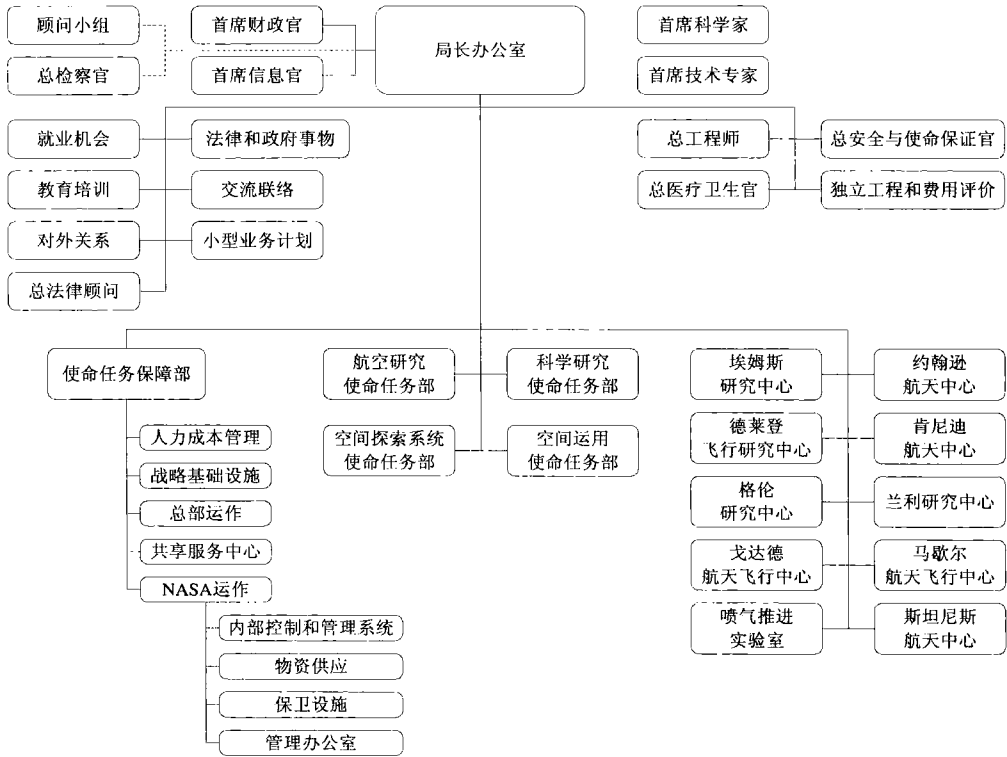 顾问小组
首席财政官
局长办公室
首席科学家
总检察官
首席信息官
首席技术专家
就业机会
法律和政府事物
总工程师
总安全与使命保证官
教育培训
交流联络
总医疗卫生官
独立工程和费用评价
对外关系
小型业务计划
总法律顾问
使命任务保障部
航空研究
使命任务部
科学研究
使命任务部
埃姆斯
研究中心
约翰逊
航天中心
人力成本管理
战略基础设施
总部运作
共享服务中心
NASA运作
空间探索系统
使命任务部
空间运用
使命任务部
德莱登
飞行研究中心
肯尼迪
航天中心
格伦
研究中心
兰利研究中心
戈达德
航天飞行中心
马歇尔
航天飞行中心
喷气推进
实验室
斯坦尼斯
航天中心
内部控制和管理系统
物资供应
保卫设施
管理办公室